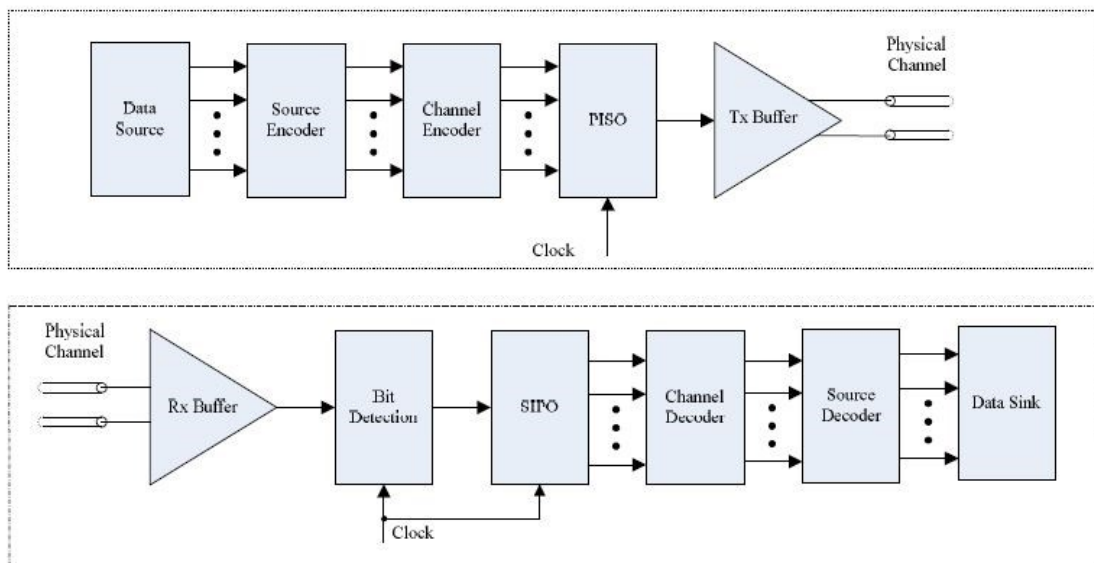 Physical
Channel
Data
Source
Source
Encoder
Channel
Encoder
PISO
Tx Buffer
Clock
Physical
Channel
Rx Buffer
Bit
Detection
SIPO
Channel
Decoder
Source
Decoder
Data Sink
Clock